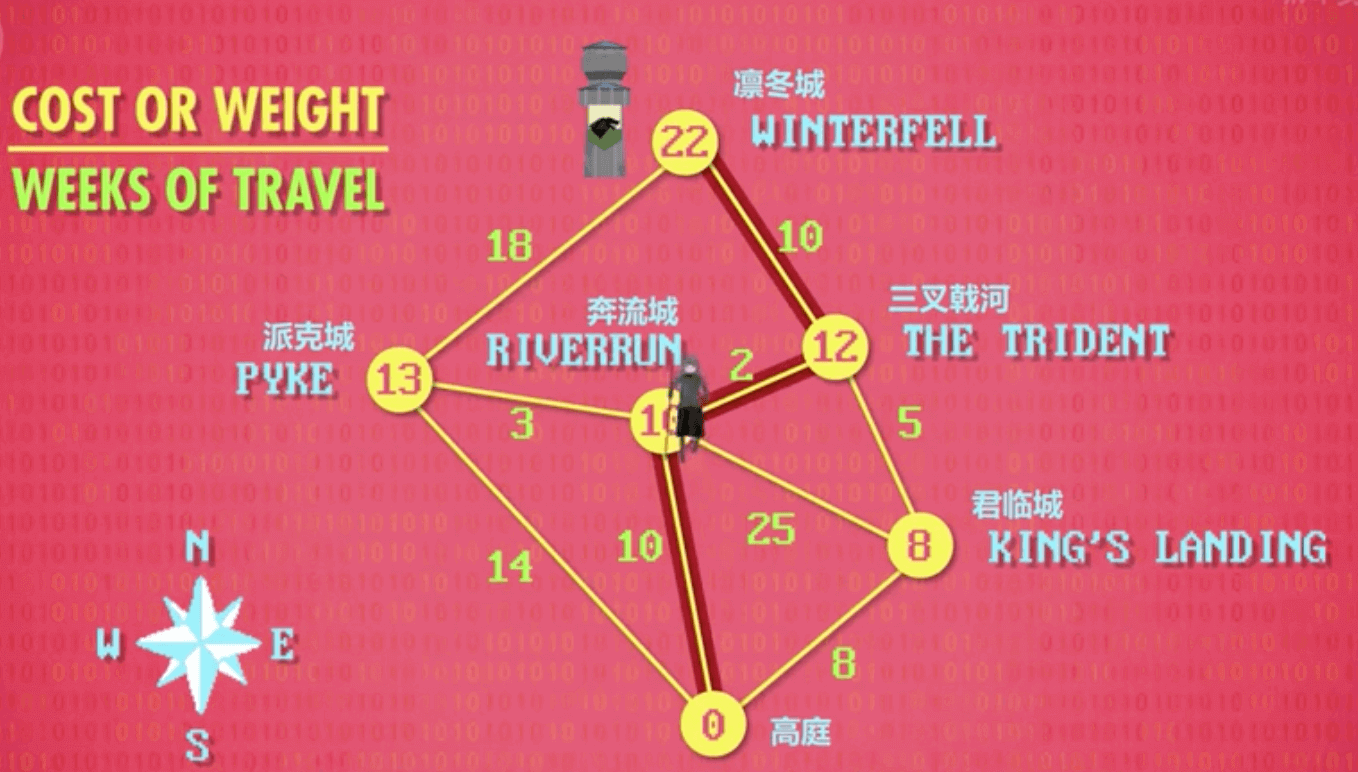 COST OR WEIGHT
WEEKS OF TRAVEL
凛冬城
22
WINTERFELL
18
10
三叉戟河
奔流城
12
THE TRIDENT
派克城
RIVERRUN
2
PYKE
13
3
10
5
君临城
N
10
25
8
KING'S LANDING
14
W
E
8
0
高庭
S